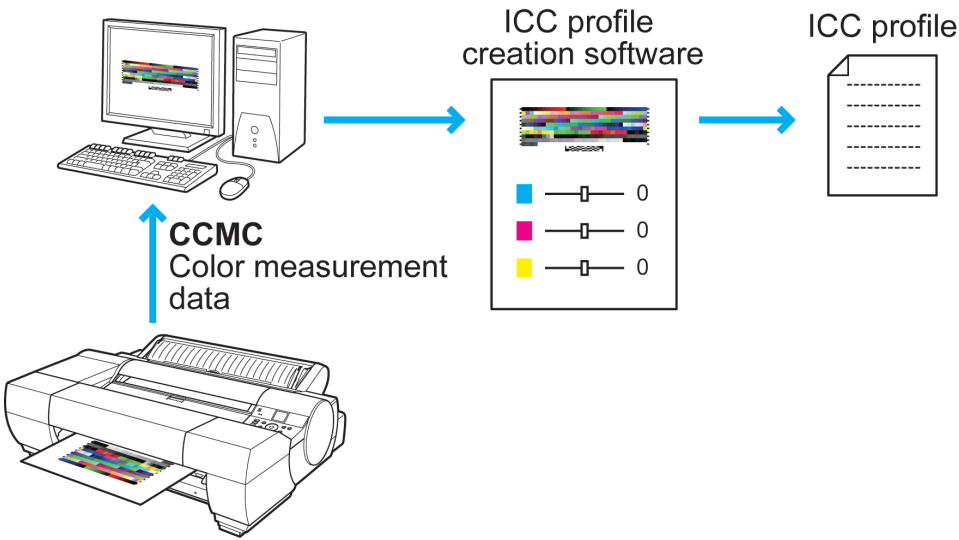 ICC profile
creation software
ICC profile
0
0
0
CCMC
Color measurement
data